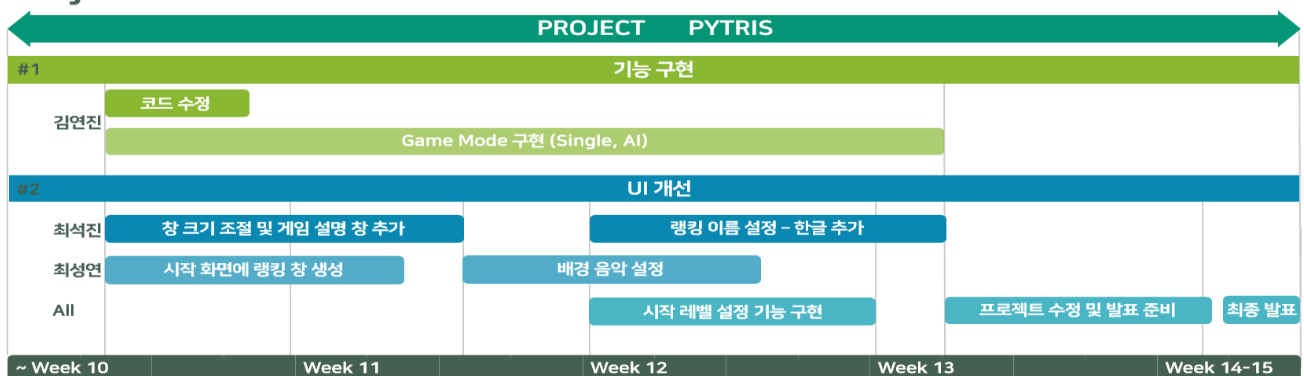 PROJECT PYTRIS
#1 기능 구현
김연진
코드 수정
Game Mode 구현 (Single, AI)
#2 UI 개선
최석진 창 크기 조절 및 게임 설명 창 추가 랭킹 이름 설정 – 한글 추가
최성연 시작 화면에 랭킹 창 생성 배경 음악 설정
All 시작 레벨 설정 기능 구현 프로젝트 수정 및 발표 준비 최종 발표
~ Week 10 Week 11 Week 12 Week 13 Week 14-15